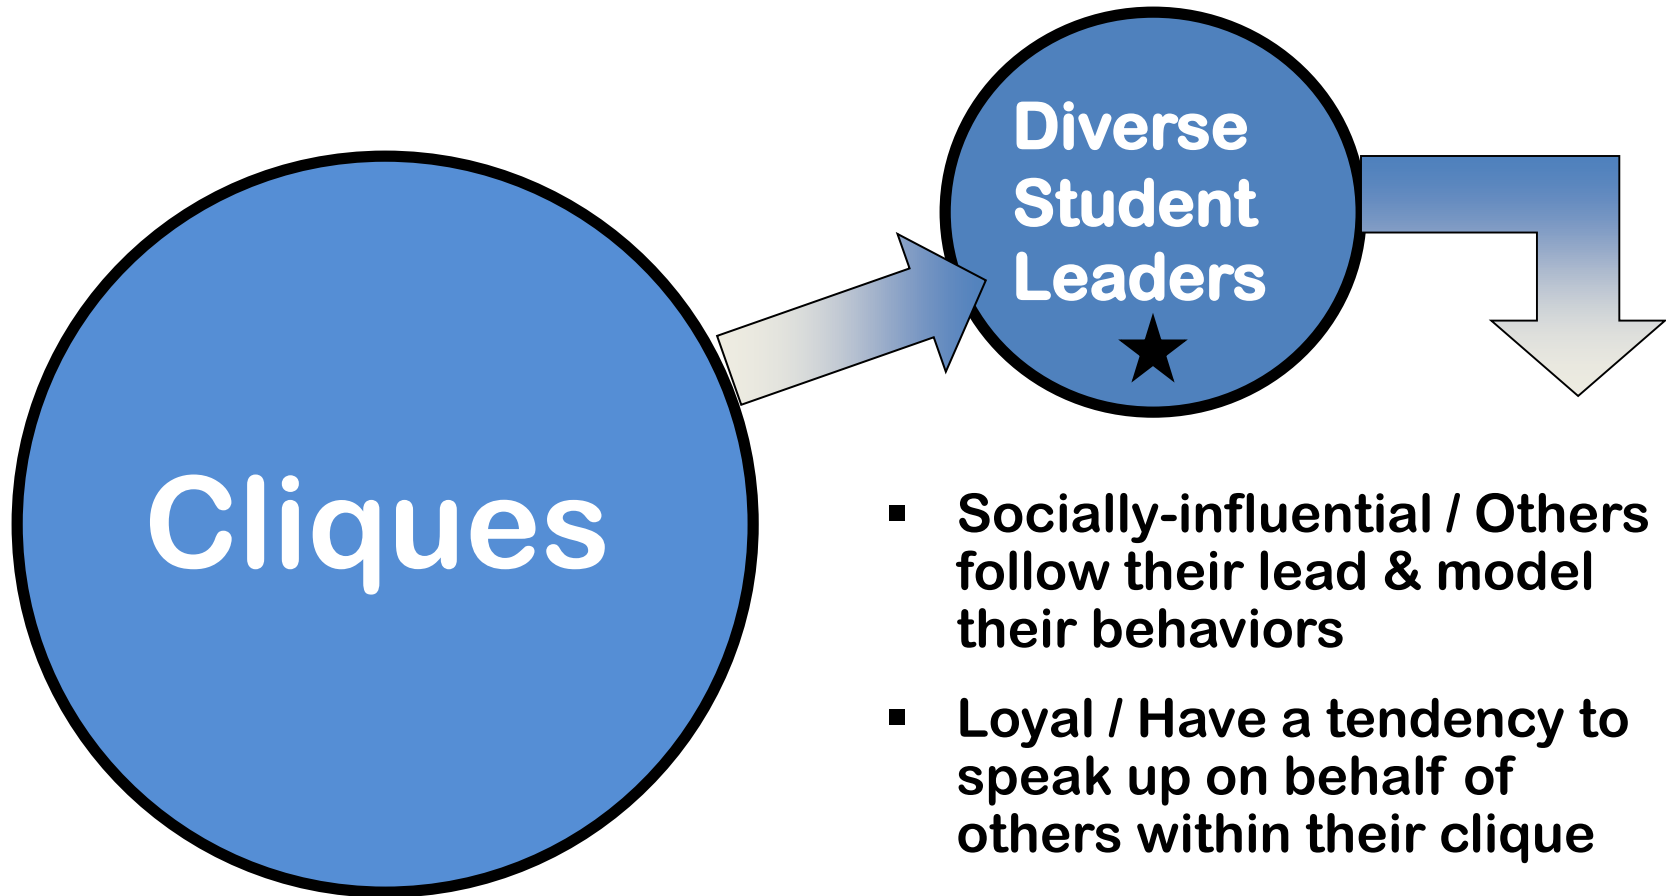 Diverse
Student
Leaders
Cliques
▪ Socially-influential / Others
follow their lead & model
their behaviors
▪ Loyal / Have a tendency to
speak up on behalf of
others within their clique